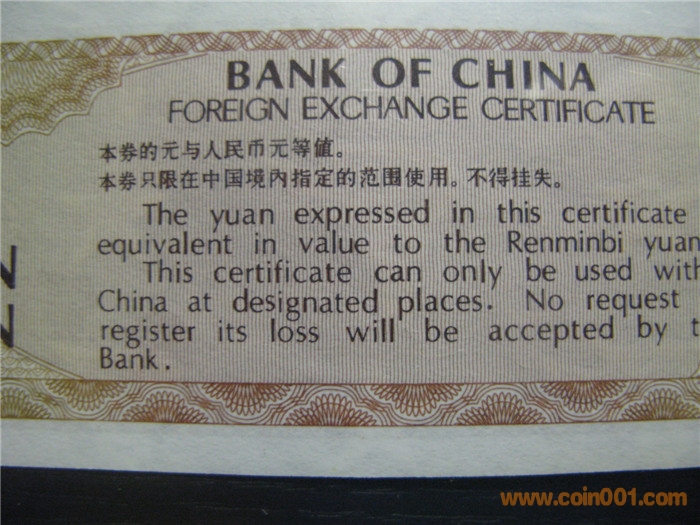 BANK OF CHINA
FOREIGN EXCHANGE CERTIFICATE
本券的元与人民币元等值。
本券只限在中国境内指定的范围使用。不得挂失。
The yuan expressed in this certificate
equivalent in value to the Renminbi yuan
This certificate can only be used with
China at designated places. No request
register its loss will be accepted by t
Bank.
N
N
www.coin001.com